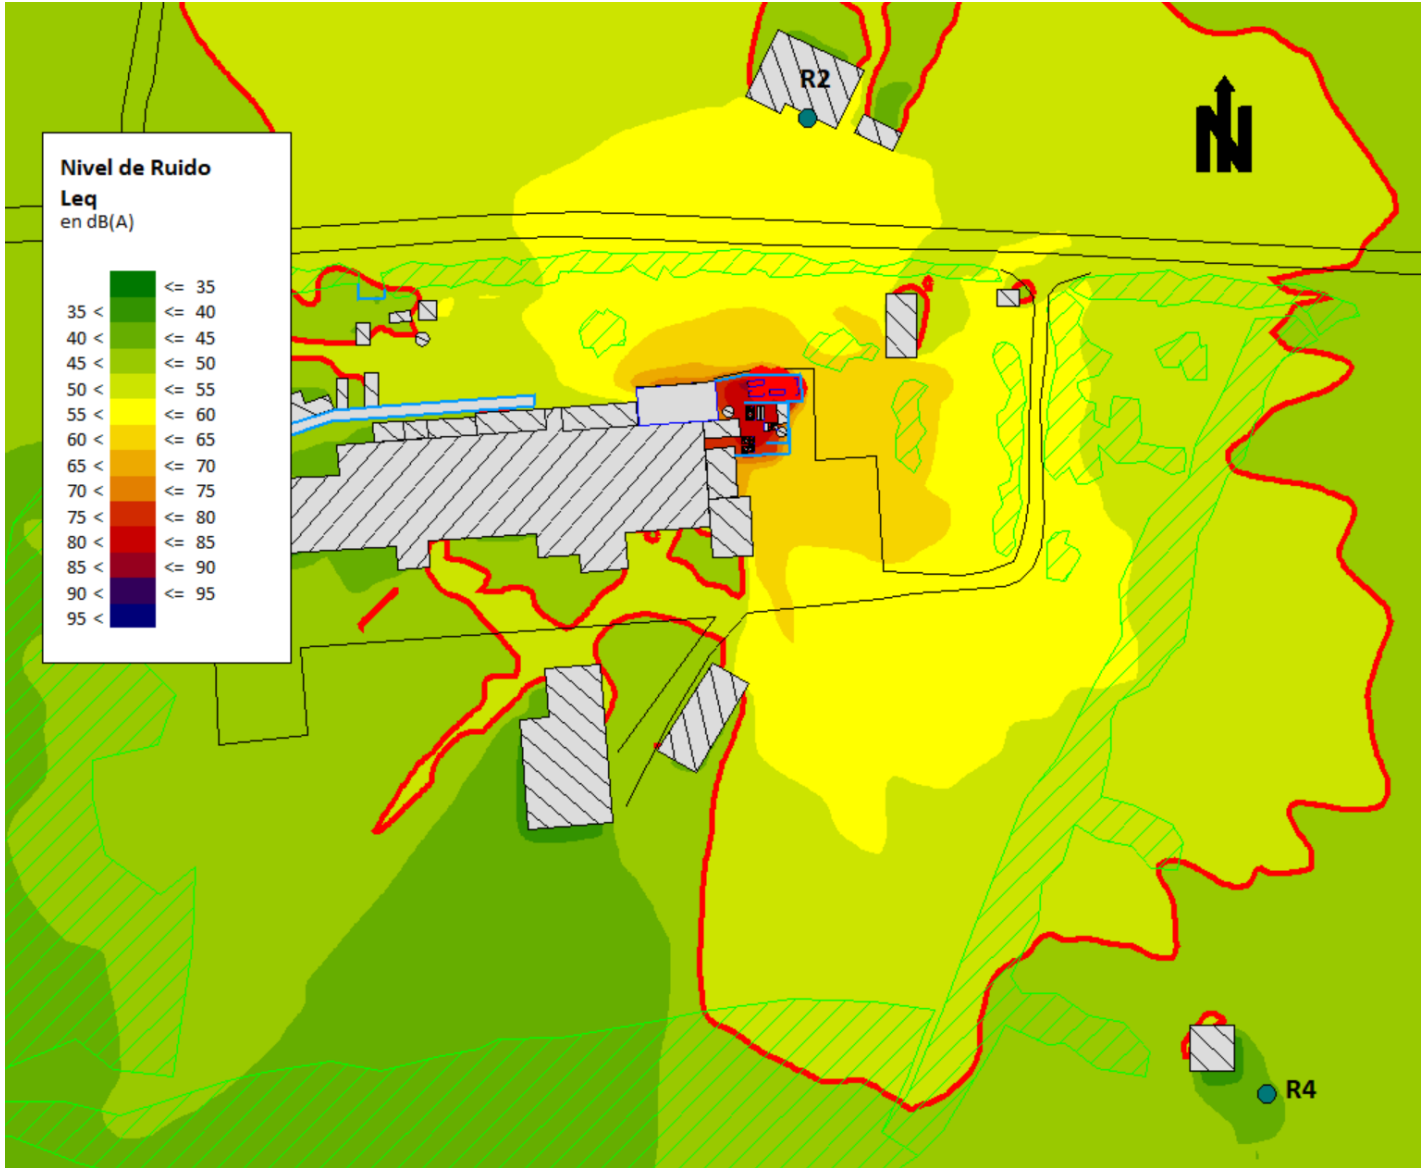 R2
N
Nivel de Ruido
Leq
en dB(A)
<= 35
35 < <= 40
40 < <= 45
45 < <= 50
50 < <= 55
55 < <= 60
60 < <= 65
65 < <= 70
70 < <= 75
75 < <= 80
80 < <= 85
85 < <= 90
90 < <= 95
95 <
R4